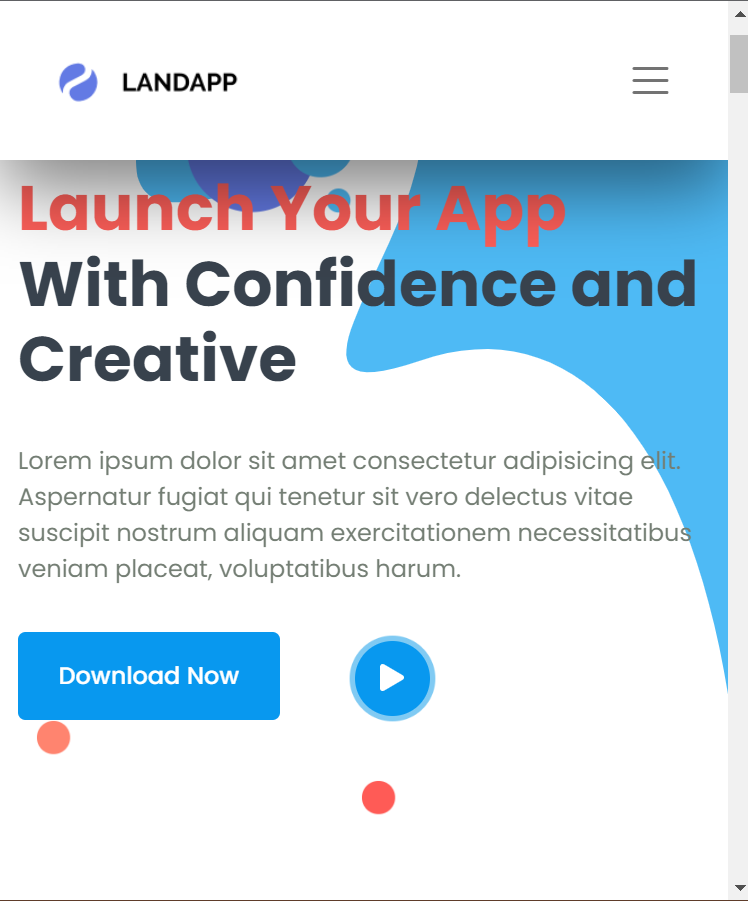 LANDAPP
Launch Your App
With Confidence and
Creative
Lorem ipsum dolor sit amet consectetur adipisicing elit.
Aspernatur fugiat qui tenetur sit vero delectus vitae
suscipit nostrum aliquam exercitationem necessitatibus
veniam placeat, voluptatibus harum.
Download Now